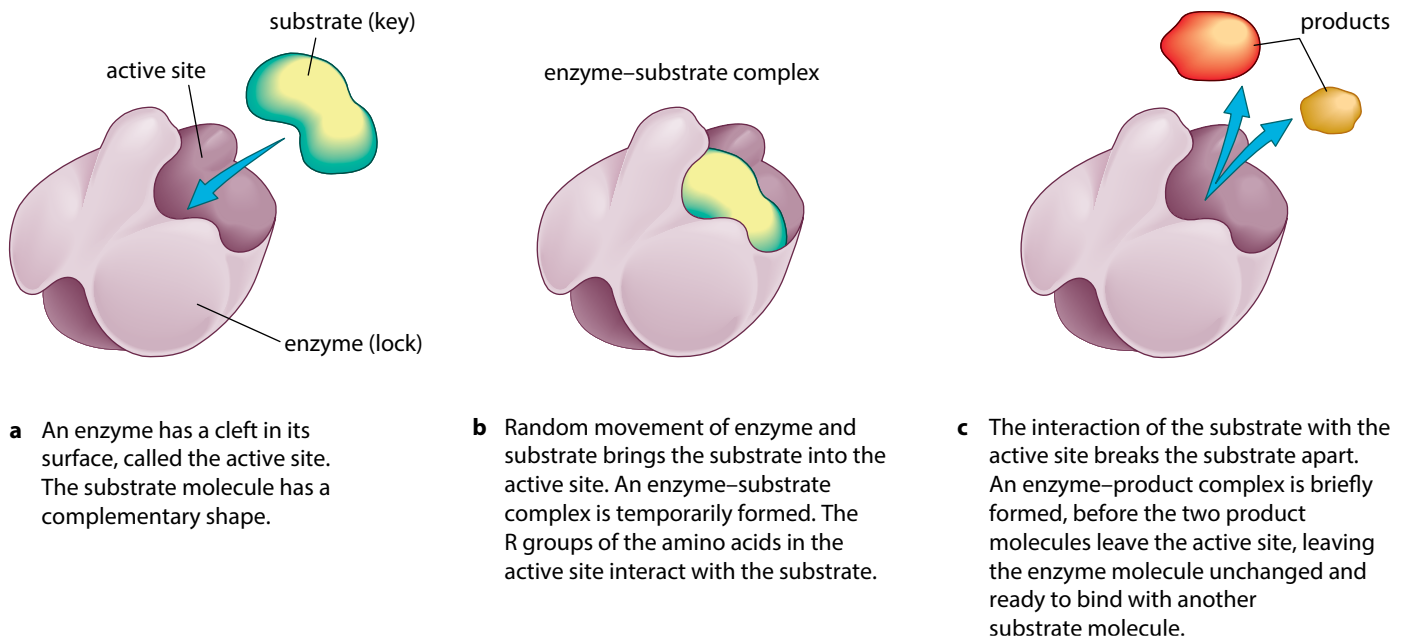 substrate (key)
active site
enzyme (lock)
enzyme–substrate complex
products
a An enzyme has a cleft in its
surface, called the active site.
The substrate molecule has a
complementary shape.
b Random movement of enzyme and
substrate brings the substrate into the
active site. An enzyme–substrate
complex is temporarily formed. The
R groups of the amino acids in the
active site interact with the substrate.
c The interaction of the substrate with the
active site breaks the substrate apart.
An enzyme–product complex is briefly
formed, before the two product
molecules leave the active site, leaving
the enzyme molecule unchanged and
ready to bind with another
substrate molecule.